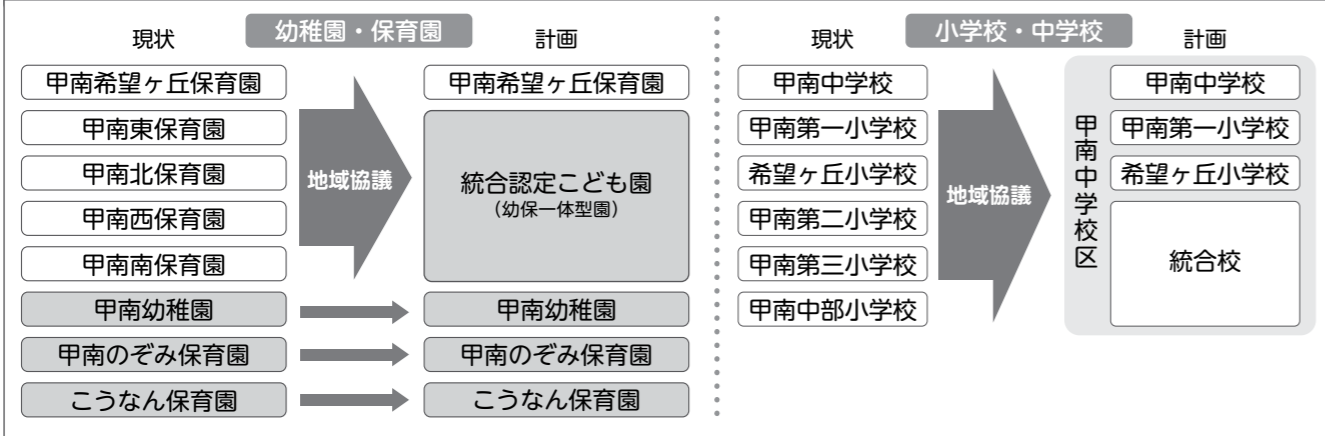 幼稚園・保育園
現状
計画
甲南希望ヶ丘保育園
甲南東保育園
甲南北保育園
甲南西保育園
甲南南保育園
甲南幼稚園
甲南のぞみ保育園
こうなん保育園
地域協議
甲南希望ヶ丘保育園
統合認定こども園
（幼保一体型園）
甲南幼稚園
甲南のぞみ保育園
こうなん保育園
小学校・中学校
現状
計画
甲南中学校
甲南第一小学校
希望ヶ丘小学校
甲南第二小学校
甲南第三小学校
甲南中部小学校
地域協議
甲南中学校区
甲南中学校
甲南第一小学校
希望ヶ丘小学校
統合校